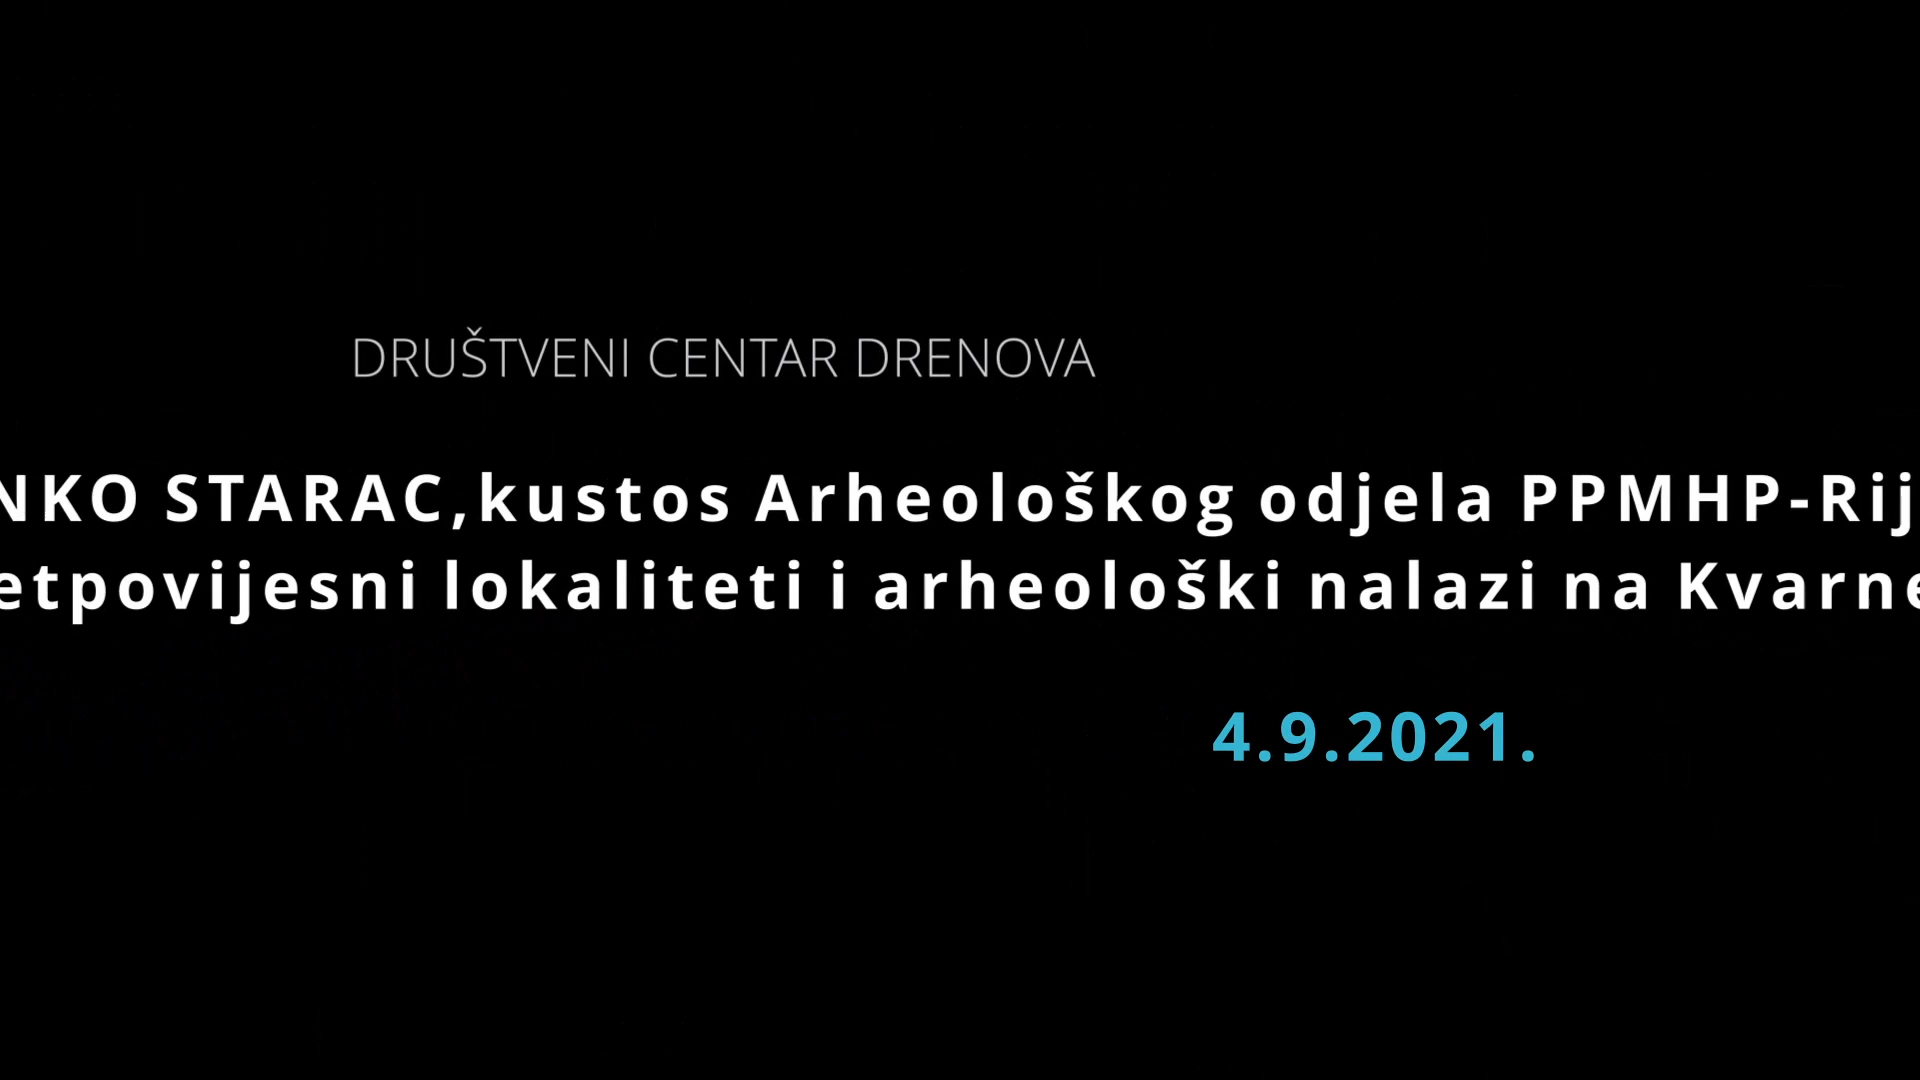 DRUŠTVENI CENTAR DRENOVA
NKO STARAC,kustos Arheološkog odjela PPMHP-Rij
etpovijesni lokaliteti i arheološki nalazi na Kvarne
4.9.2021.